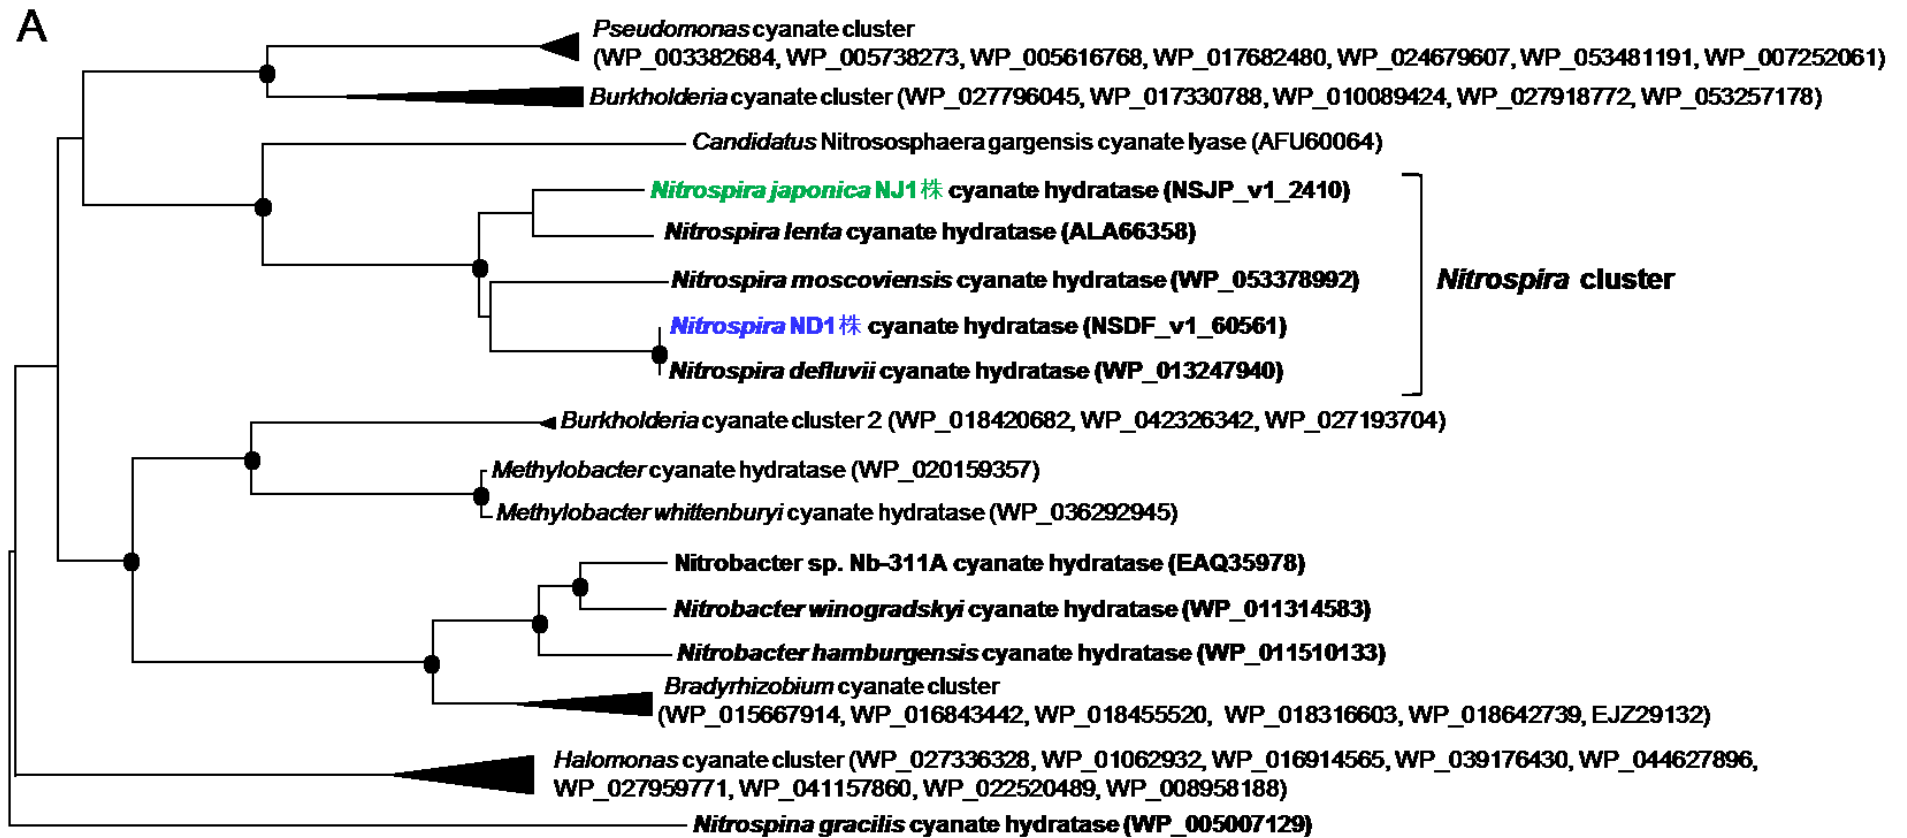 A
Pseudomonas cyanate cluster
(WP_003382684, WP_005738273, WP_005616768, WP_017682480, WP_024679607, WP_053481191, WP_007252061)
Burkholderia cyanate cluster (WP_027796045, WP_017330788, WP_010089424, WP_027918772, WP_053257178)
Candidatus Nitrososphaera gargensis cyanate lyase (AFU60064)
Nitrospira japonica NJ1株 cyanate hydratase (NSJP_v1_2410)
Nitrospira lenta cyanate hydratase (ALA66358)
Nitrospira moscoviensis cyanate hydratase (WP_053378992)
Nitrospira cluster
Nitrospira ND1株 cyanate hydratase (NSDF_v1_60561)
Nitrospira defluvii cyanate hydratase (WP_013247940)
Burkholderia cyanate cluster 2 (WP_018420682, WP_042326342, WP_027193704)
Methylobacter cyanate hydratase (WP_020159357)
Methylobacter whittenburyi cyanate hydratase (WP_036292945)
Nitrobacter sp. Nb-311A cyanate hydratase (EAQ35978)
Nitrobacter winogradskyi cyanate hydratase (WP_011314583)
Nitrobacter hamburgensis cyanate hydratase (WP_011510133)
Bradyrhizobium cyanate cluster
(WP_015667914, WP_016843442, WP_018455520, WP_018316603, WP_018642739, EJZ29132)
Halomonas cyanate cluster (WP_027336328, WP_01062932, WP_016914565, WP_039176430, WP_044627896,
WP_027959771, WP_041157860, WP_022520489, WP_008958188)
Nitrospina gracilis cyanate hydratase (WP_005007129)